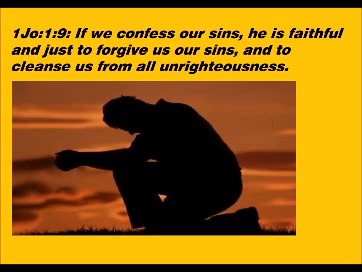 1Jo:1:9: If we confess our sins, he is faithful
and just to forgive us our sins, and to
cleanse us from all unrighteousness.